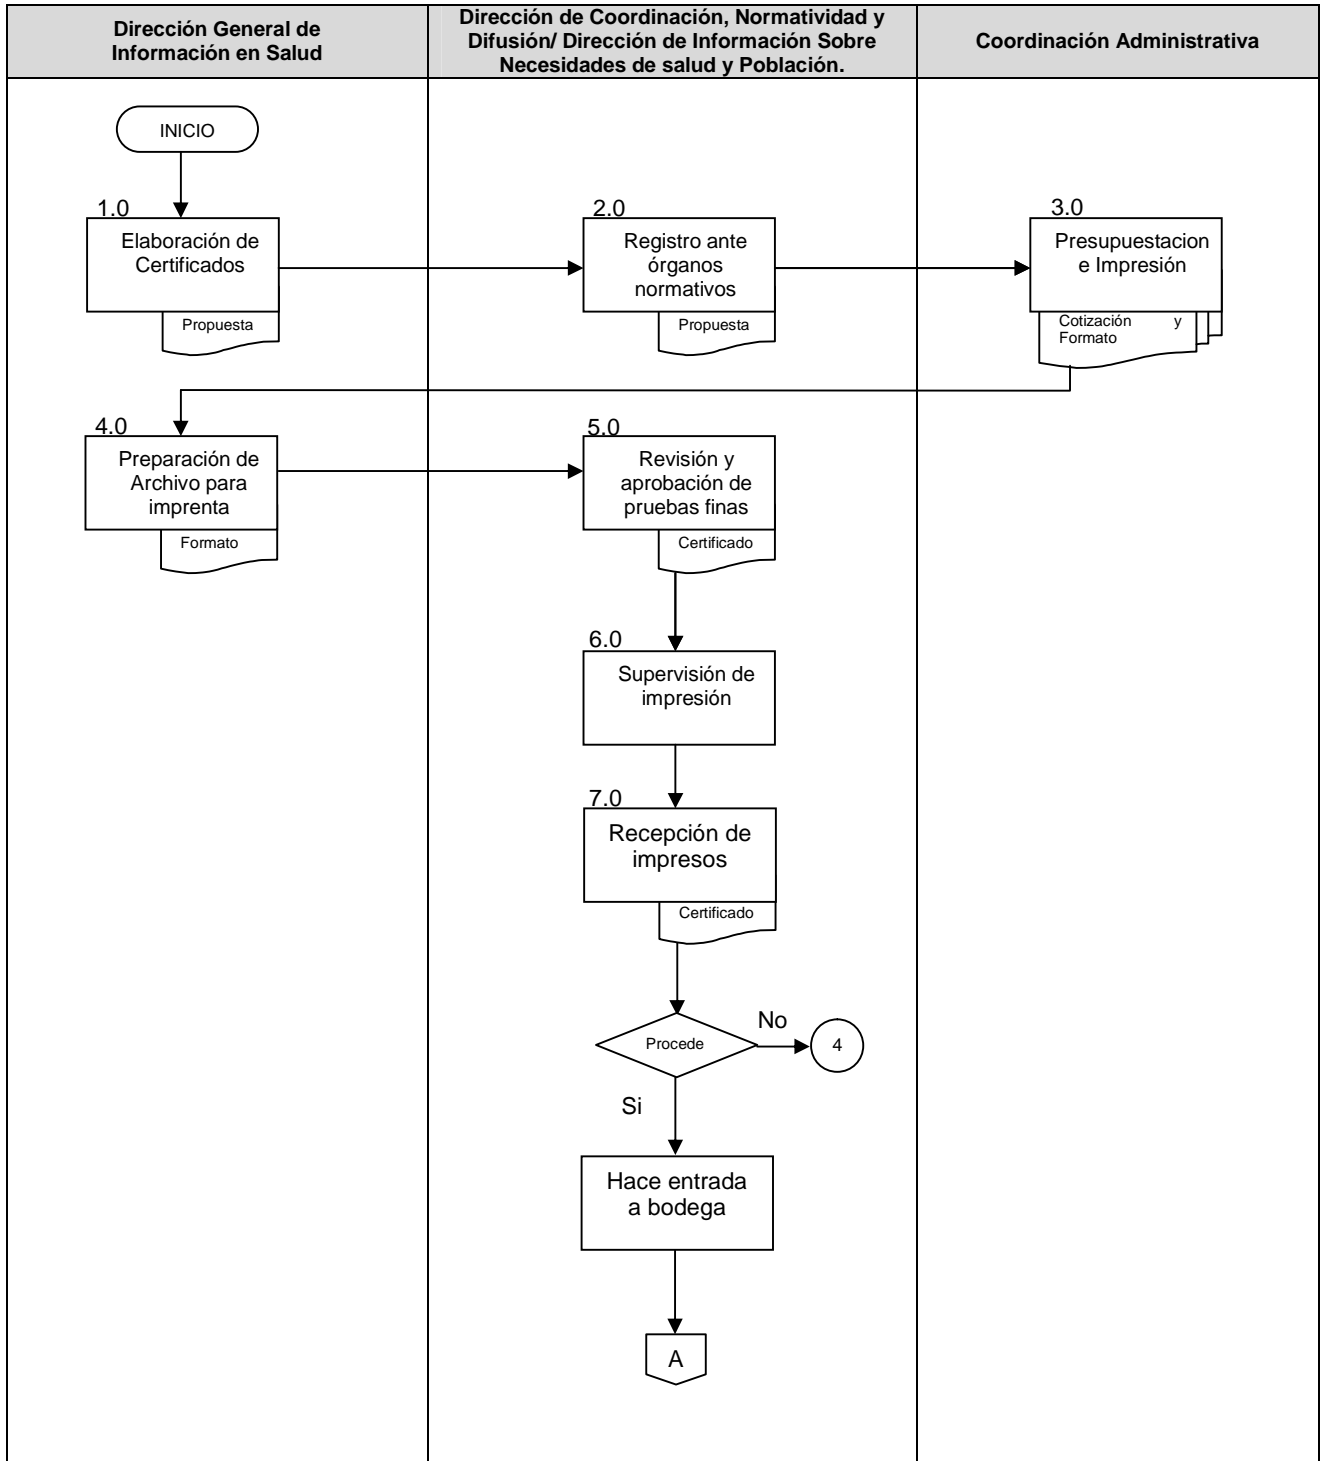 Dirección General de
Información en Salud
Dirección de Coordinación, Normatividad y
Difusión/ Dirección de Información Sobre
Necesidades de salud y Población.
Coordinación Administrativa
INICIO
1.0
Elaboración de
Certificados
Propuesta
2.0
Registro ante
órganos
normativos
Propuesta
3.0
Presupuestacion
e Impresión
Cotización y
Formato
4.0
Preparación de
Archivo para
imprenta
Formato
5.0
Revisión y
aprobación de
pruebas finas
Certificado
6.0
Supervisión de
impresión
7.0
Recepción de
impresos
Certificado
Procede
No
4
Si
Hace entrada
a bodega
A